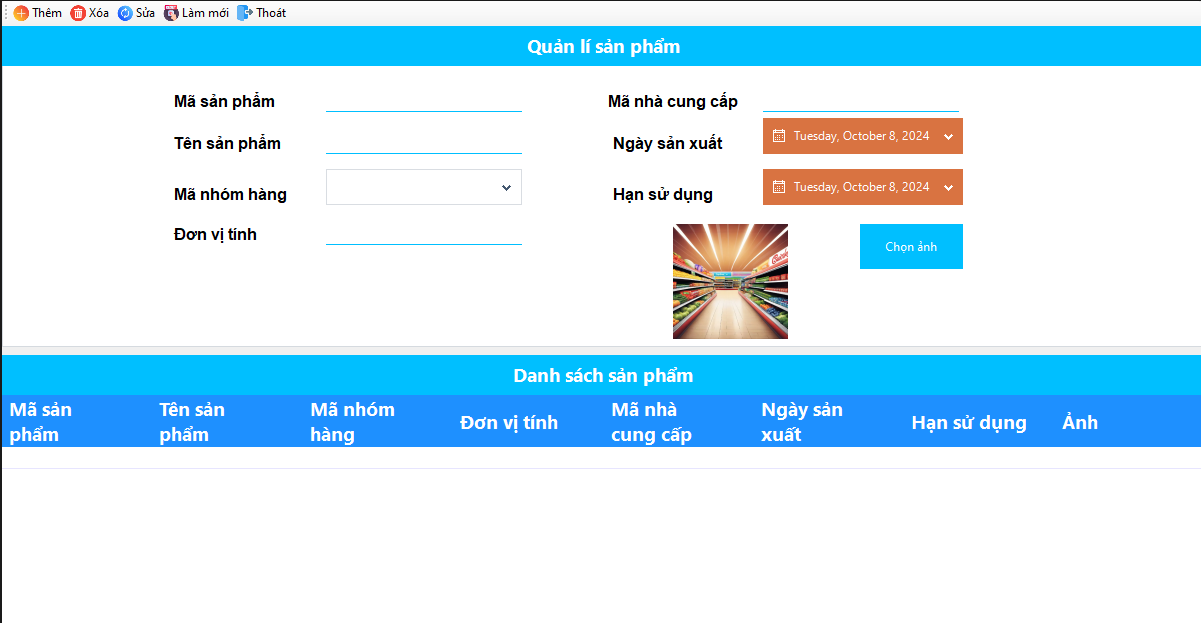 Thêm Xóa Sửa Làm mới Thoát
Quản lí sản phẩm
Mã sản phẩm
Mã nhà cung cấp
Tên sản phẩm
Ngày sản xuất
Tuesday, October 8, 2024
Mã nhóm hàng
Hạn sử dụng
Tuesday, October 8, 2024
Đơn vị tính
Chọn ảnh
Danh sách sản phẩm
Mã sản
phẩm
Tên sản
phẩm
Mã nhóm
hàng
Đơn vị tính
Mã nhà
cung cấp
Ngày sản
xuất
Hạn sử dụng
Ảnh